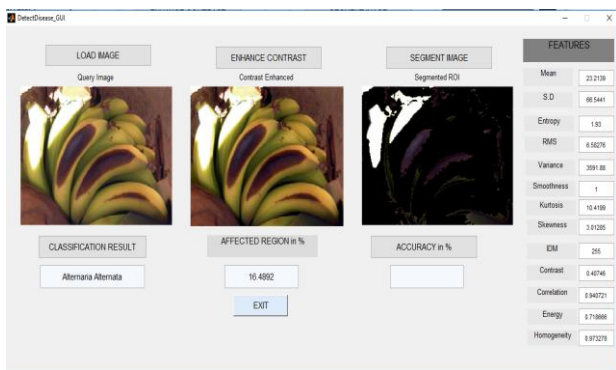 DetectDisease_GUI
LOAD IMAGE
ENHANCE CONTRAST
SEGMENT IMAGE
Query Image
Contrast Enhanced
Segmented ROI
CLASSIFICATION RESULT
AFFECTED REGION in %
ACCURACY in %
Alternaria Alternata
16.4892
EXIT
FEATURES
Mean 23.2139
S.D 66.5441
Entropy 1.93
RMS 6.58276
Variance 3591.88
Smoothness 1
Kurtosis 10.4199
Skewness 3.01285
IDM 255
Contrast 0.40746
Correlation 0.940721
Energy 0.718666
Homogeneity 0.973278